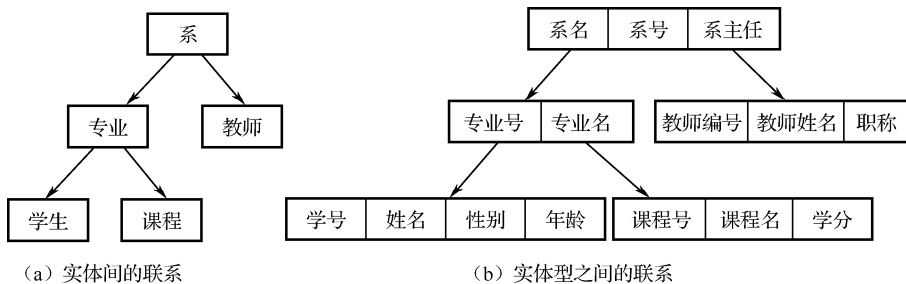 系
专业
教师
学生
课程
(a) 实体间的联系
系名 系号 系主任
专业号 专业名
教师编号 教师姓名 职称
学号 姓名 性别 年龄
课程号 课程名 学分
(b) 实体型之间的联系